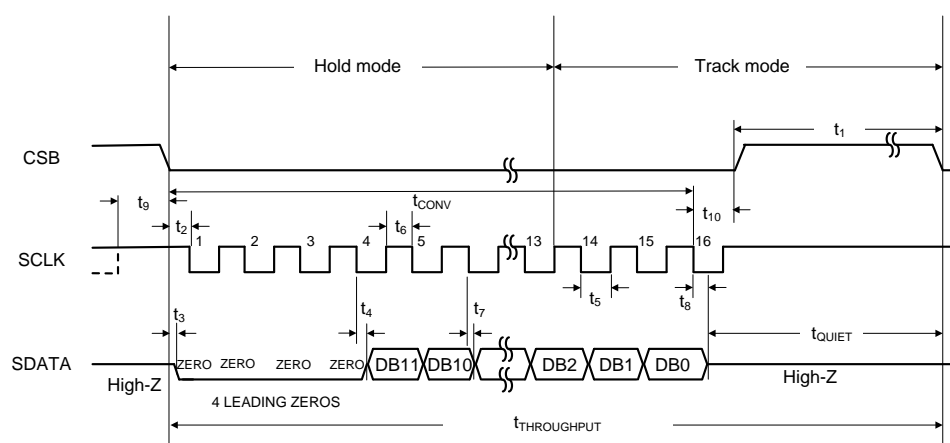 Hold mode
Track mode
t1
CSB
tCONV
t9
t2
t6
t10
1 2 3 4 5 13 14 15 16
SCLK
t3
t4
t7
t5
t8
tQUIET
SDATA
ZERO ZERO ZERO ZERO DB11 DB10 DB2 DB1 DB0
High-Z
High-Z
4 LEADING ZEROS
tTHROUGHPUT